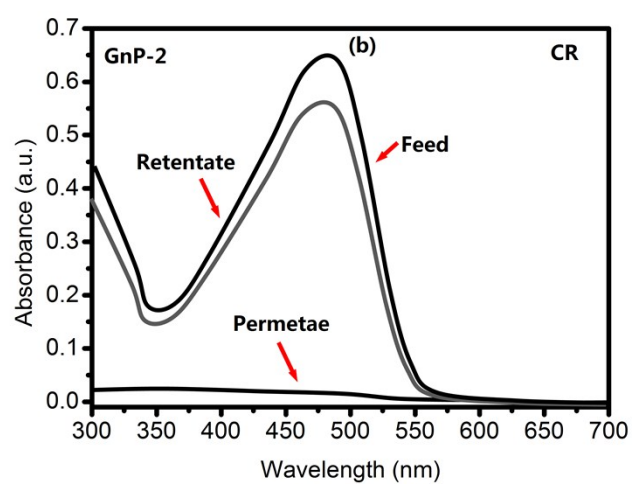 (b)
GnP-2
CR
Retentate
Feed
Permetae
Absorbance (a.u.)
0.7
0.6
0.5
0.4
0.3
0.2
0.1
0.0
300 350 400 450 500 550 600 650 700
Wavelength (nm)